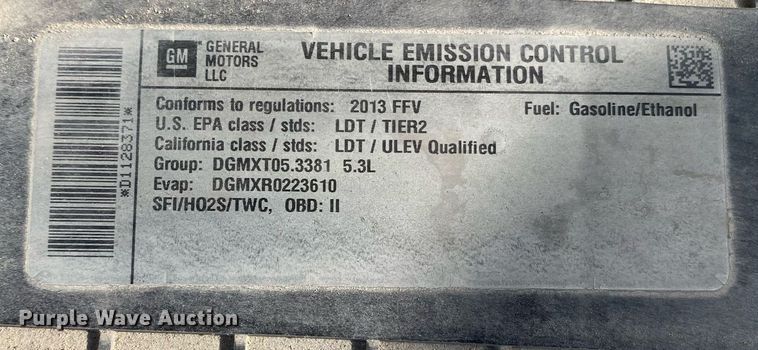 GM
GENERAL
MOTORS
LLC
VEHICLE EMISSION CONTROL
INFORMATION
Conforms to regulations: 2013 FFV
Fuel: Gasoline/Ethanol
U.S. EPA class / stds: LDT / TIER2
California class / stds: LDT / ULEV Qualified
Group: DGMXT05.3381 5.3L
Evap: DGMXR0223610
SFI/HO2S/TWC, OBD: II
*D1128371*
Purple Wave Auction